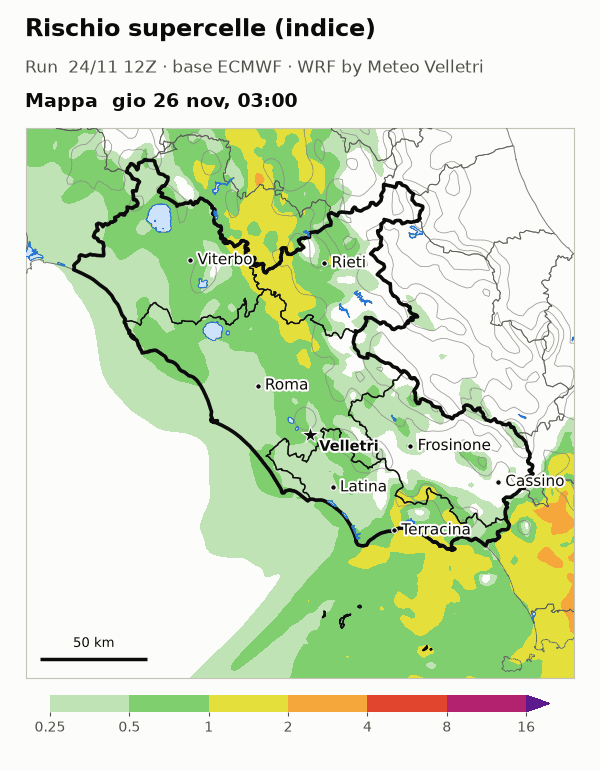 Rischio supercelle (indice)
Run  24/11 12Z · base ECMWF · WRF by Meteo Velletri
Mappa  gio 26 nov, 03:00
Viterbo
Rieti
Roma
Velletri
Frosinone
Cassino
Latina
Terracina
50 km
0.25 0.5 1 2 4 8 16